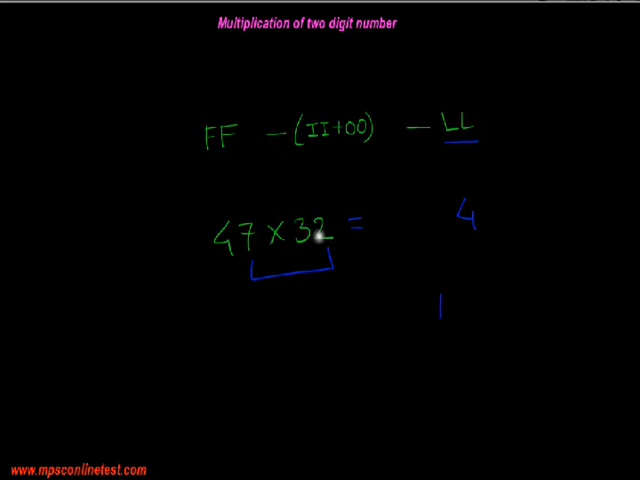 Multiplication of two digit number
FF – (II+OO) – LL
47 × 32 = 4
1
www.mpsconlinetest.com